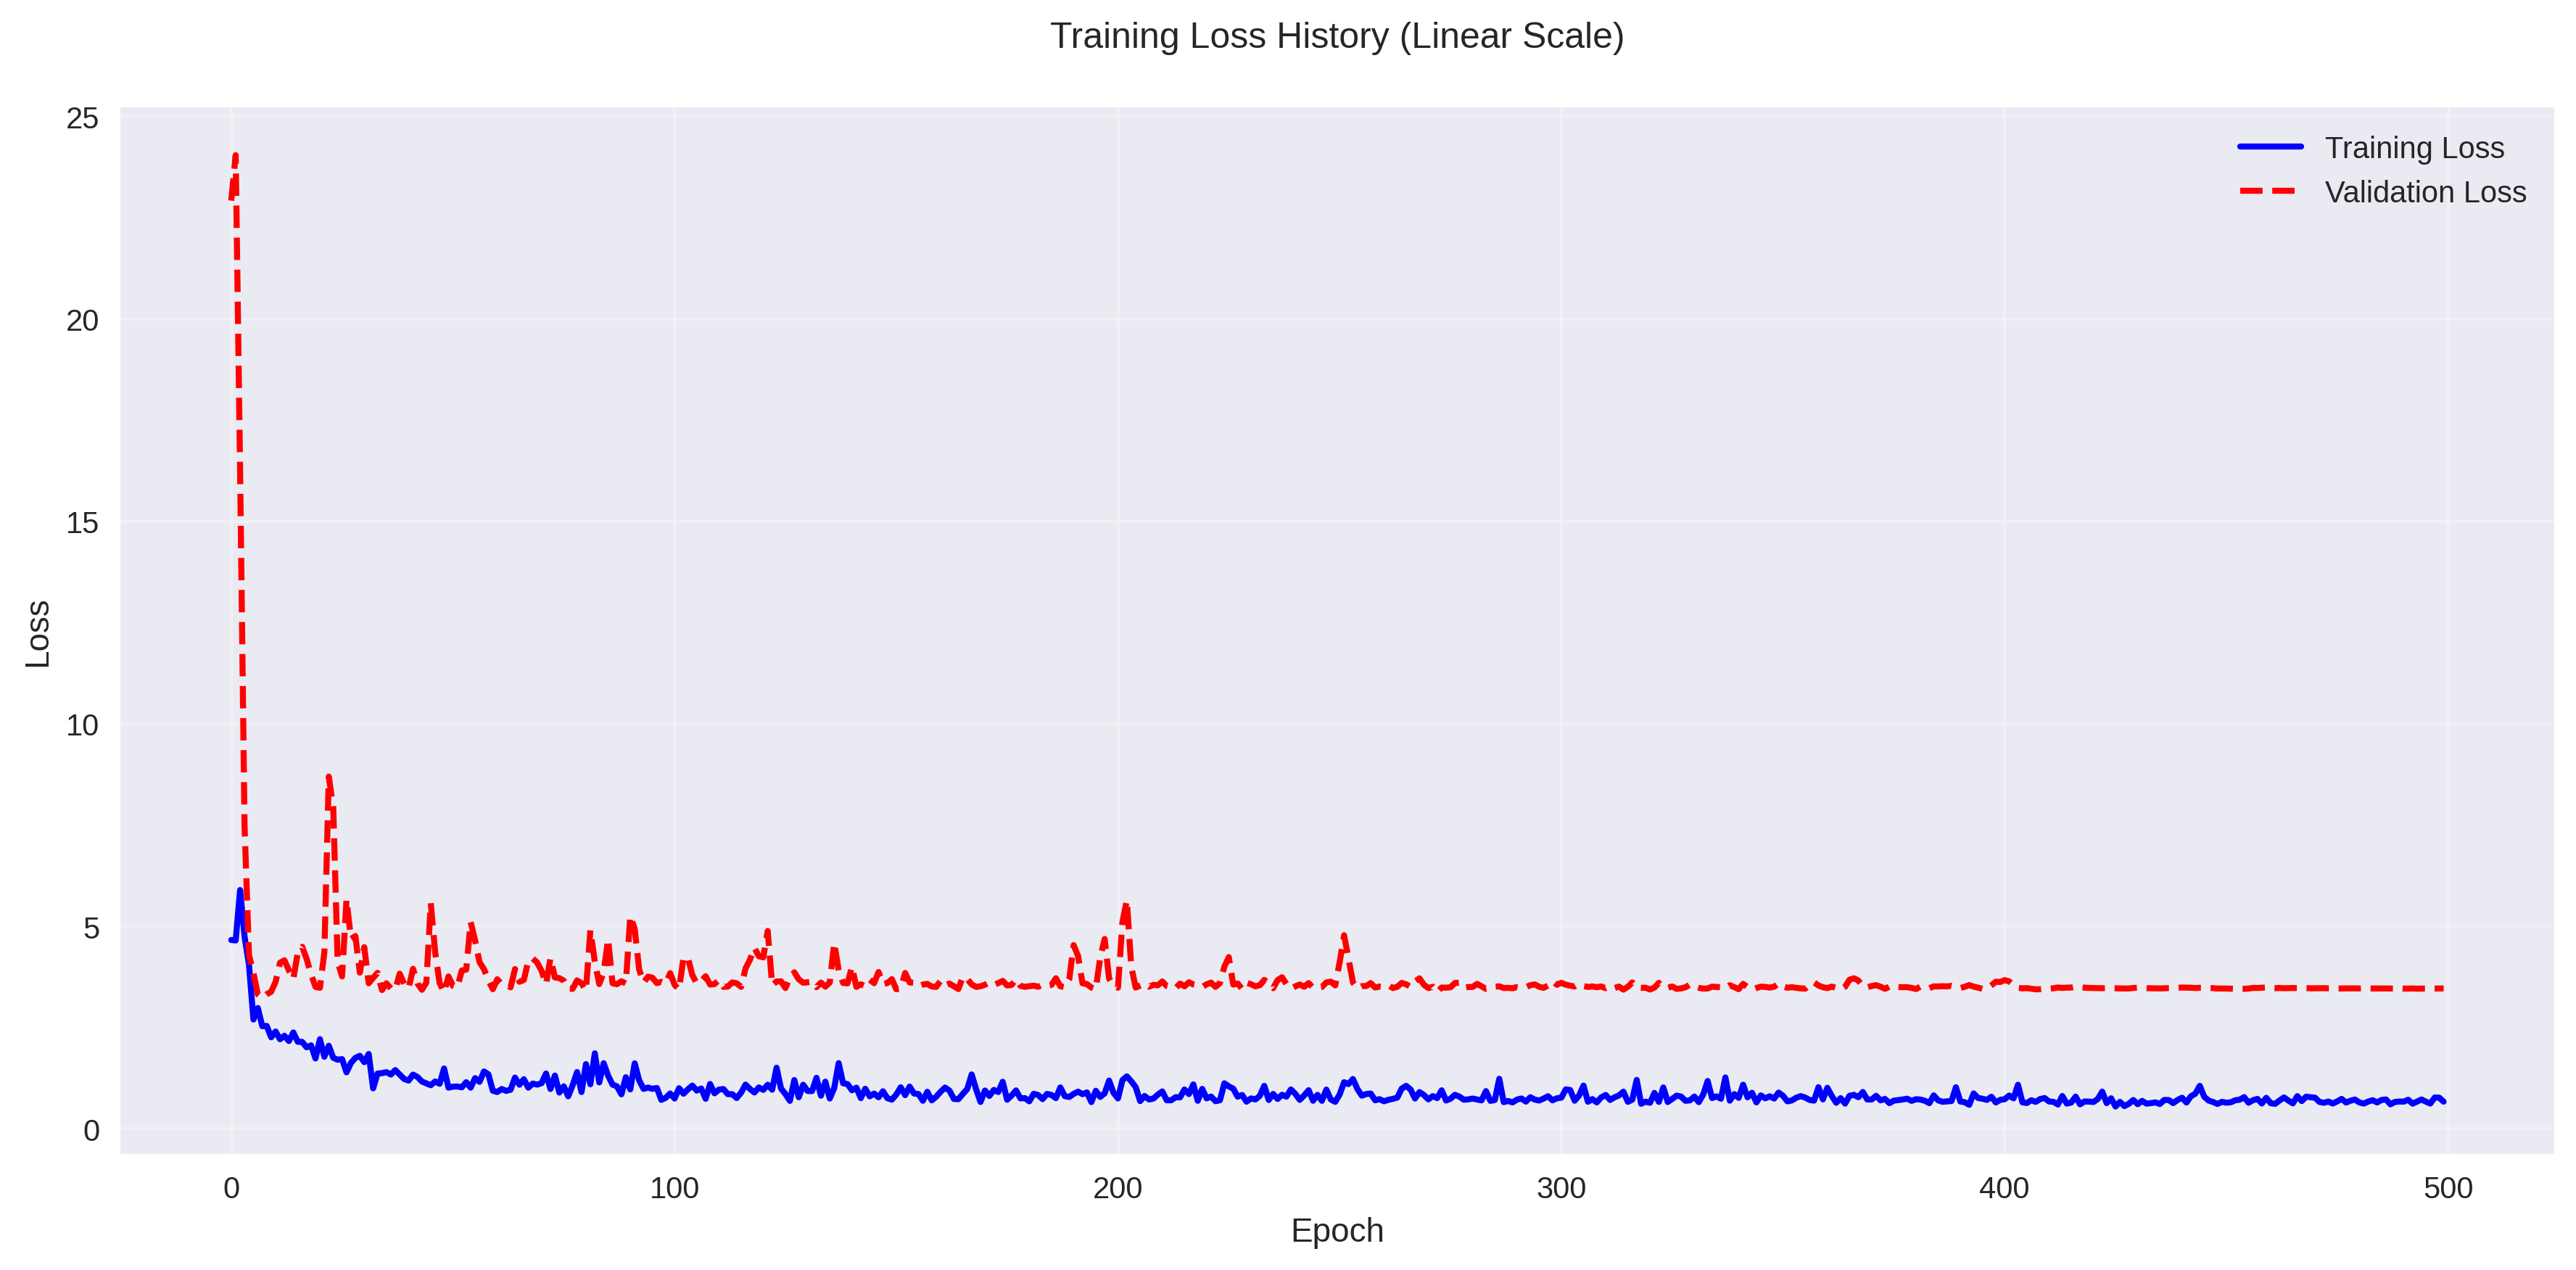 Training Loss History (Linear Scale)
Training Loss
Validation Loss
25
20
15
10
5
0
Loss
0 100 200 300 400 500
Epoch